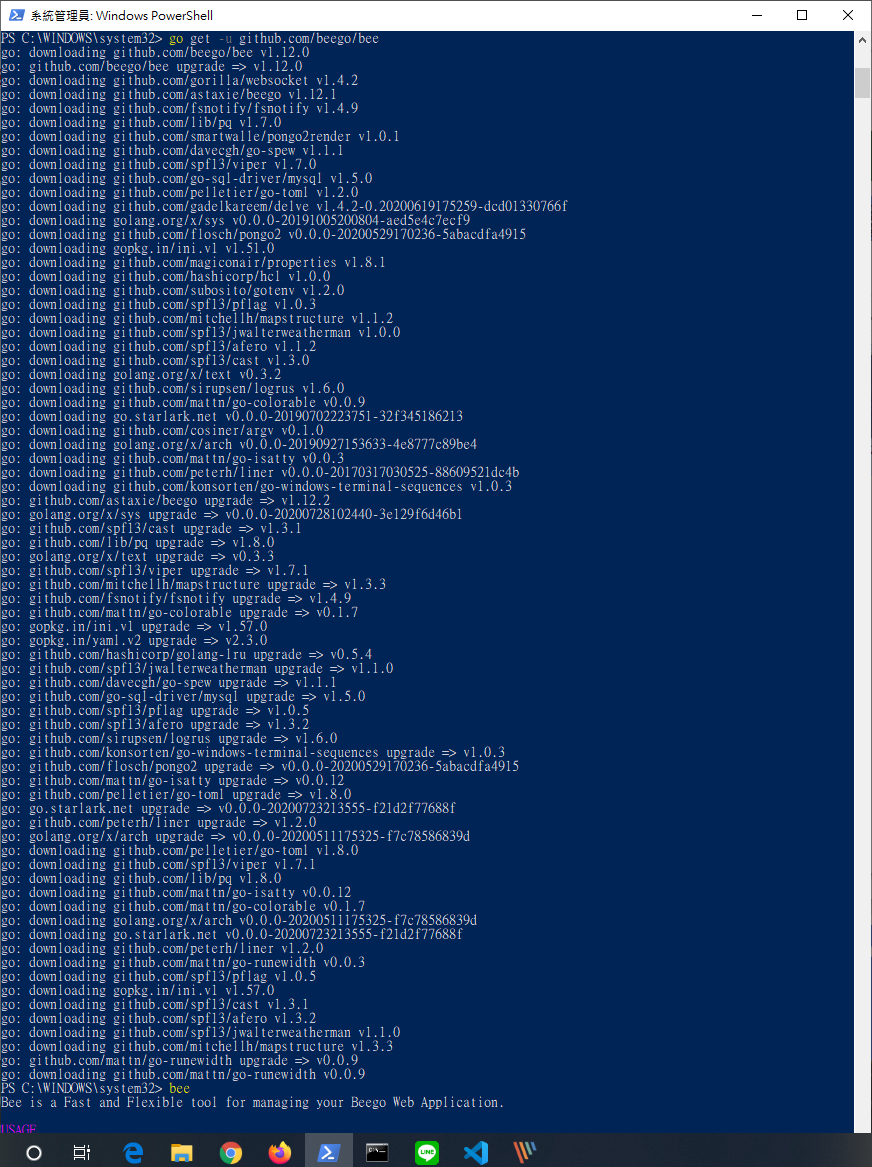 系統管理員: Windows PowerShell
PS C:\WINDOWS\system32> go get -u github.com/beego/bee
go: downloading github.com/beego/bee v1.12.0
go: github.com/beego/bee upgrade => v1.12.0
go: downloading github.com/gorilla/websocket v1.4.2
go: downloading github.com/astaxie/beego v1.12.1
go: downloading github.com/fsnotify/fsnotify v1.4.9
go: downloading github.com/lib/pq v1.7.0
go: downloading github.com/smartwalle/pongo2render v1.0.1
go: downloading github.com/davecgh/go-spew v1.1.1
go: downloading github.com/spf13/viper v1.7.0
go: downloading github.com/go-sql-driver/mysql v1.5.0
go: downloading github.com/pelletier/go-toml v1.2.0
go: downloading github.com/gadelkareem/delve v1.4.2-0.20200619175259-dcd01330766f
go: downloading golang.org/x/sys v0.0.0-20191005200804-aed5e4c7ecf9
go: downloading github.com/flosch/pongo2 v0.0.0-20200529170236-5abacdfa4915
go: downloading gopkg.in/ini.v1 v1.51.0
go: downloading github.com/magiconair/properties v1.8.1
go: downloading github.com/hashicorp/hcl v1.0.0
go: downloading github.com/subosito/gotenv v1.2.0
go: downloading github.com/spf13/pflag v1.0.3
go: downloading github.com/mitchellh/mapstructure v1.1.2
go: downloading github.com/spf13/jwalterweatherman v1.0.0
go: downloading github.com/spf13/afero v1.1.2
go: downloading github.com/spf13/cast v1.3.0
go: downloading golang.org/x/text v0.3.2
go: downloading github.com/sirupsen/logrus v1.6.0
go: downloading github.com/mattn/go-colorable v0.0.9
go: downloading go.starlark.net v0.0.0-20190702223751-32f345186213
go: downloading github.com/cosiner/argv v0.1.0
go: downloading golang.org/x/arch v0.0.0-20190927153633-4e8777c89be4
go: downloading github.com/mattn/go-isatty v0.0.3
go: downloading github.com/peterh/liner v0.0.0-20170317030525-88609521dc4b
go: downloading github.com/konsorten/go-windows-terminal-sequences v1.0.3
go: github.com/astaxie/beego upgrade => v1.12.2
go: golang.org/x/sys upgrade => v0.0.0-20200728102440-3e129f6d46b1
go: github.com/spf13/cast upgrade => v1.3.1
go: github.com/lib/pq upgrade => v1.8.0
go: golang.org/x/text upgrade => v0.3.3
go: github.com/spf13/viper upgrade => v1.7.1
go: github.com/mitchellh/mapstructure upgrade => v1.3.3
go: github.com/fsnotify/fsnotify upgrade => v1.4.9
go: github.com/mattn/go-colorable upgrade => v0.1.7
go: gopkg.in/ini.v1 upgrade => v1.57.0
go: gopkg.in/yaml.v2 upgrade => v2.3.0
go: github.com/hashicorp/golang-lru upgrade => v0.5.4
go: github.com/spf13/jwalterweatherman upgrade => v1.1.0
go: github.com/davecgh/go-spew upgrade => v1.1.1
go: github.com/go-sql-driver/mysql upgrade => v1.5.0
go: github.com/spf13/pflag upgrade => v1.0.5
go: github.com/spf13/afero upgrade => v1.3.2
go: github.com/sirupsen/logrus upgrade => v1.6.0
go: github.com/konsorten/go-windows-terminal-sequences upgrade => v1.0.3
go: github.com/flosch/pongo2 upgrade => v0.0.0-20200529170236-5abacdfa4915
go: github.com/mattn/go-isatty upgrade => v0.0.12
go: github.com/pelletier/go-toml upgrade => v1.8.0
go: go.starlark.net upgrade => v0.0.0-20200723213555-f21d2f77688f
go: github.com/peterh/liner upgrade => v1.2.0
go: golang.org/x/arch upgrade => v0.0.0-20200511175325-f7c78586839d
go: downloading github.com/pelletier/go-toml v1.8.0
go: downloading github.com/spf13/viper v1.7.1
go: downloading github.com/lib/pq v1.8.0
go: downloading github.com/mattn/go-isatty v0.0.12
go: downloading github.com/mattn/go-colorable v0.1.7
go: downloading golang.org/x/arch v0.0.0-20200511175325-f7c78586839d
go: downloading go.starlark.net v0.0.0-20200723213555-f21d2f77688f
go: downloading github.com/peterh/liner v1.2.0
go: downloading github.com/mattn/go-runewidth v0.0.3
go: downloading github.com/spf13/pflag v1.0.5
go: downloading gopkg.in/ini.v1 v1.57.0
go: downloading github.com/spf13/cast v1.3.1
go: downloading github.com/spf13/afero v1.3.2
go: downloading github.com/spf13/jwalterweatherman v1.1.0
go: downloading github.com/mitchellh/mapstructure v1.3.3
go: github.com/mattn/go-runewidth upgrade => v0.0.9
go: downloading github.com/mattn/go-runewidth v0.0.9
PS C:\WINDOWS\system32> bee
Bee is a Fast and Flexible tool for managing your Beego Web Application.
USAGE
LINE